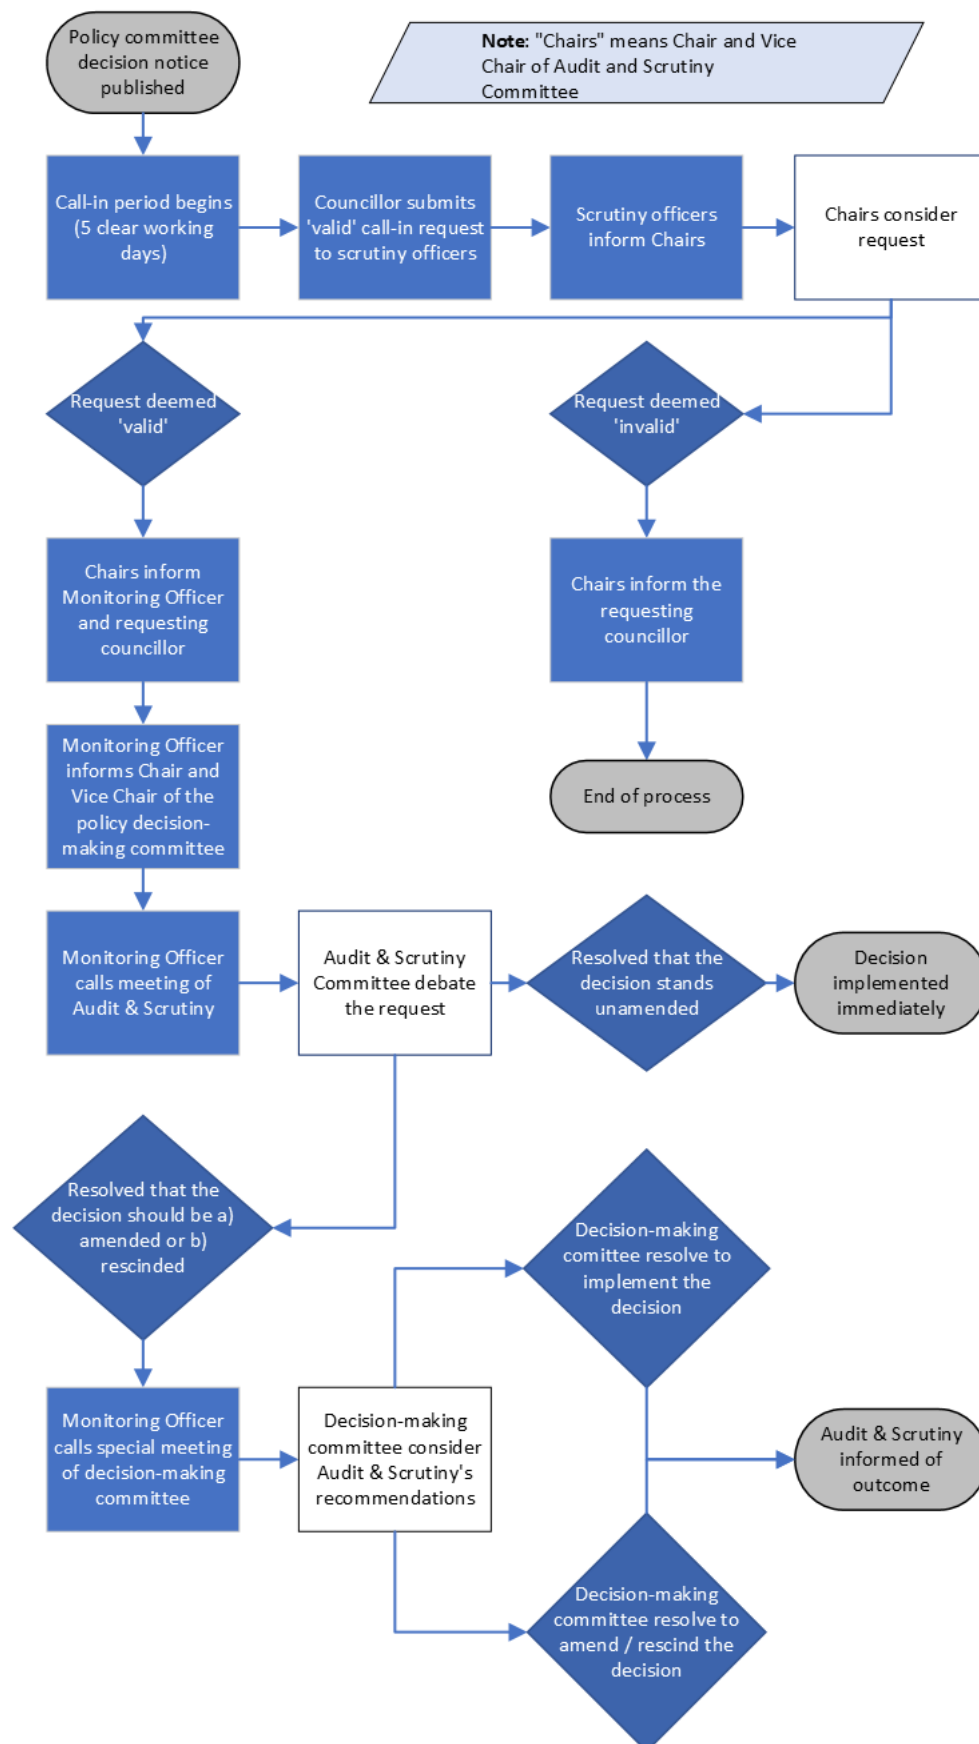 Policy committee
decision notice
published
Note: "Chairs" means Chair and Vice
Chair of Audit and Scrutiny
Committee
Call-in period begins
(5 clear working
days)
Councillor submits
'valid' call-in request
to scrutiny officers
Scrutiny officers
inform Chairs
Chairs consider
request
Request deemed
'valid'
Request deemed
'invalid'
Chairs inform
Monitoring Officer
and requesting
councillor
Chairs inform the
requesting
councillor
Monitoring Officer
informs Chair and
Vice Chair of the
policy decision-
making committee
End of process
Monitoring Officer
calls meeting of
Audit & Scrutiny
Audit & Scrutiny
Committee debate
the request
Resolved that the
decision stands
unamended
Decision
implemented
immediately
Resolved that the
decision should be a)
amended or b)
rescinded
Decision-making
comittee resolve to
implement the
decision
Monitoring Officer
calls special meeting
of decision-making
committee
Decision-making
committee consider
Audit & Scrutiny's
recommendations
Audit & Scrutiny
informed of
outcome
Decision-making
committee resolve to
amend / rescind the
decision